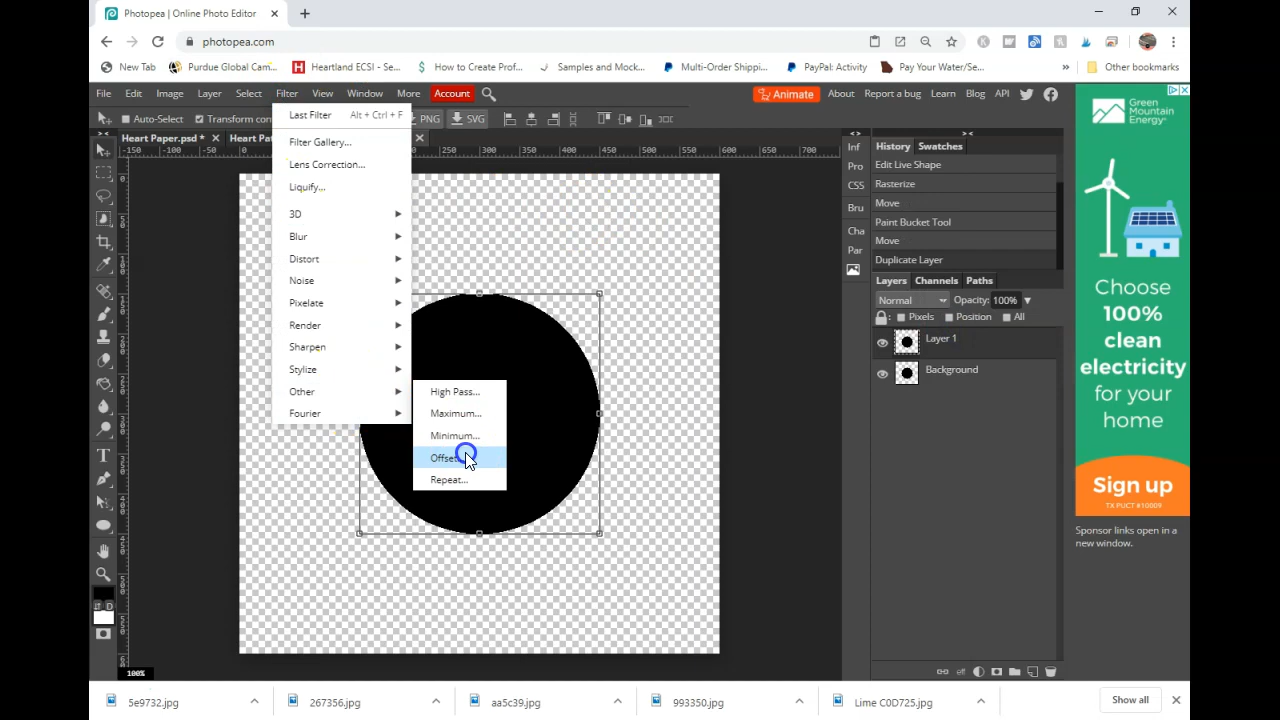 Photopea | Online Photo Editor
photopea.com
New Tab Purdue Global Cam... Heartland ECSI - Se... How to Create Prof... Samples and Mock... Multi-Order Shippi... PayPal: Activity Pay Your Water/Se... » Other bookmarks
File Edit Image Layer Select Filter View Window More Account Animate About Report a bug Learn Blog API
Auto-Select Transform con PNG SVG
Heart Paper.psd * Heart Pat
Last Filter Alt + Ctrl + F
Filter Gallery...
Lens Correction...
Liquify...
3D
Blur
Distort
Noise
Pixelate
Render
Sharpen
Stylize
Other
Fourier
High Pass...
Maximum...
Minimum...
Offset
Repeat...
-150 -100 250 300 350 400 450 500 550 600 650 700
Inf
Pro
CSS
Bru
Cha
Par
History Swatches
Edit Live Shape
Rasterize
Move
Paint Bucket Tool
Move
Duplicate Layer
Layers Channels Paths
Normal Opacity: 100%
Pixels Position All
Layer 1
Background
Green Mountain Energy
Choose
100%
clean
electricity
for your
home
Sign up
TX PUCT #10009
Sponsor links open in a
new window.
100%
5e9732.jpg 267356.jpg aa5c39.jpg 993350.jpg Lime C0D725.jpg Show all